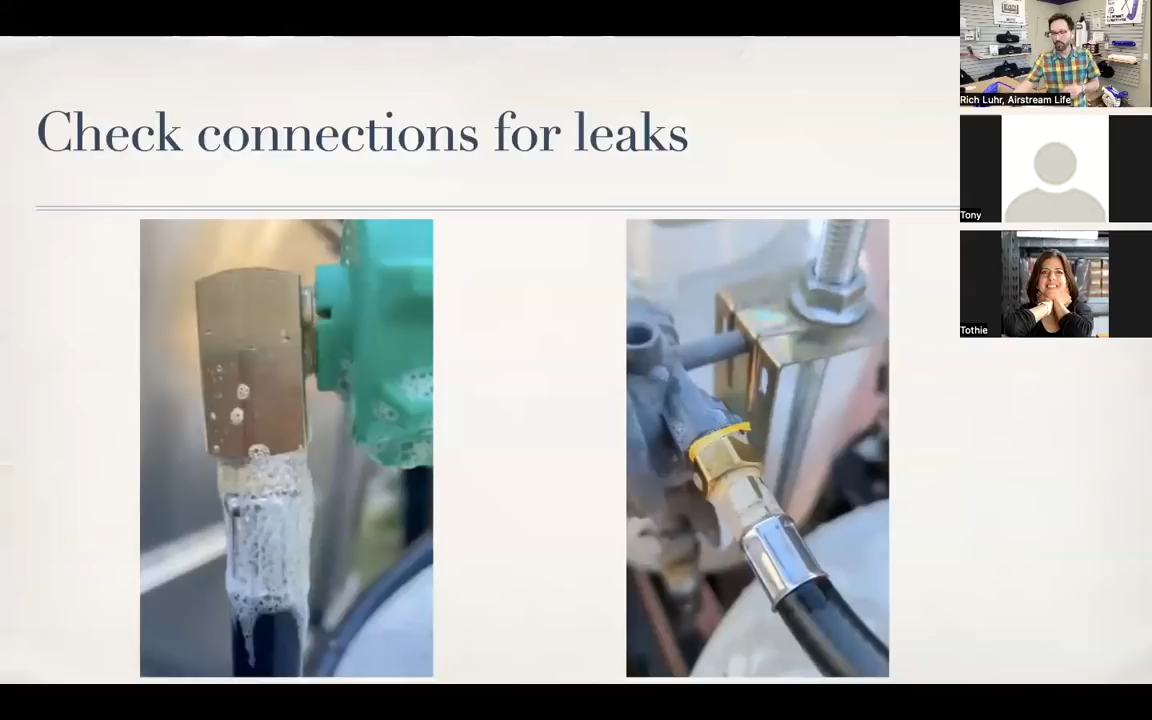 Check connections for leaks
Rich Luhr, Airstream Life
Tony
Tothie